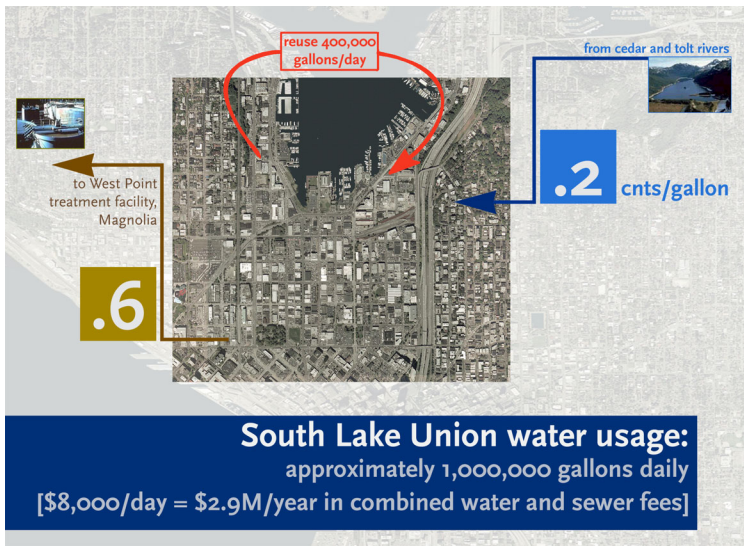 reuse 400,000
gallons/day
from cedar and tolt rivers
.2 cnts/gallon
to West Point
treatment facility,
Magnolia
.6
South Lake Union water usage:
approximately 1,000,000 gallons daily
[$8,000/day = $2.9M/year in combined water and sewer fees]